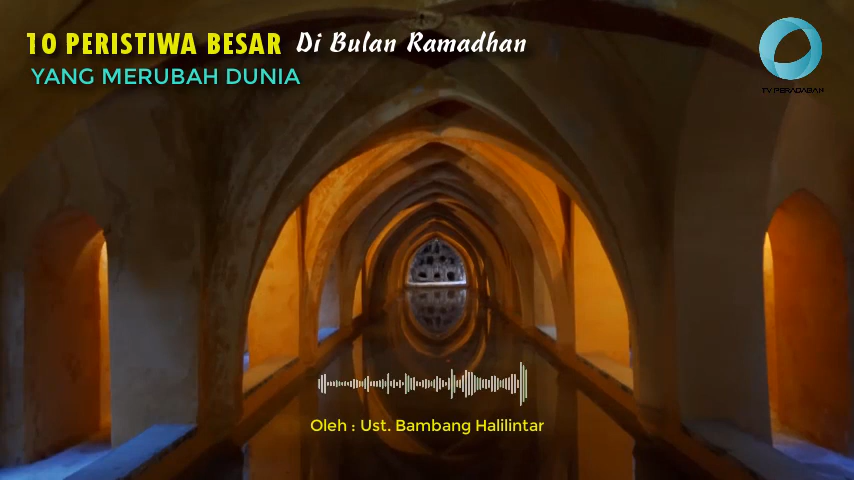 10 PERISTIWA BESAR Di Bulan Ramadhan
YANG MERUBAH DUNIA
TV PERADABAN
Oleh : Ust. Bambang Halilintar